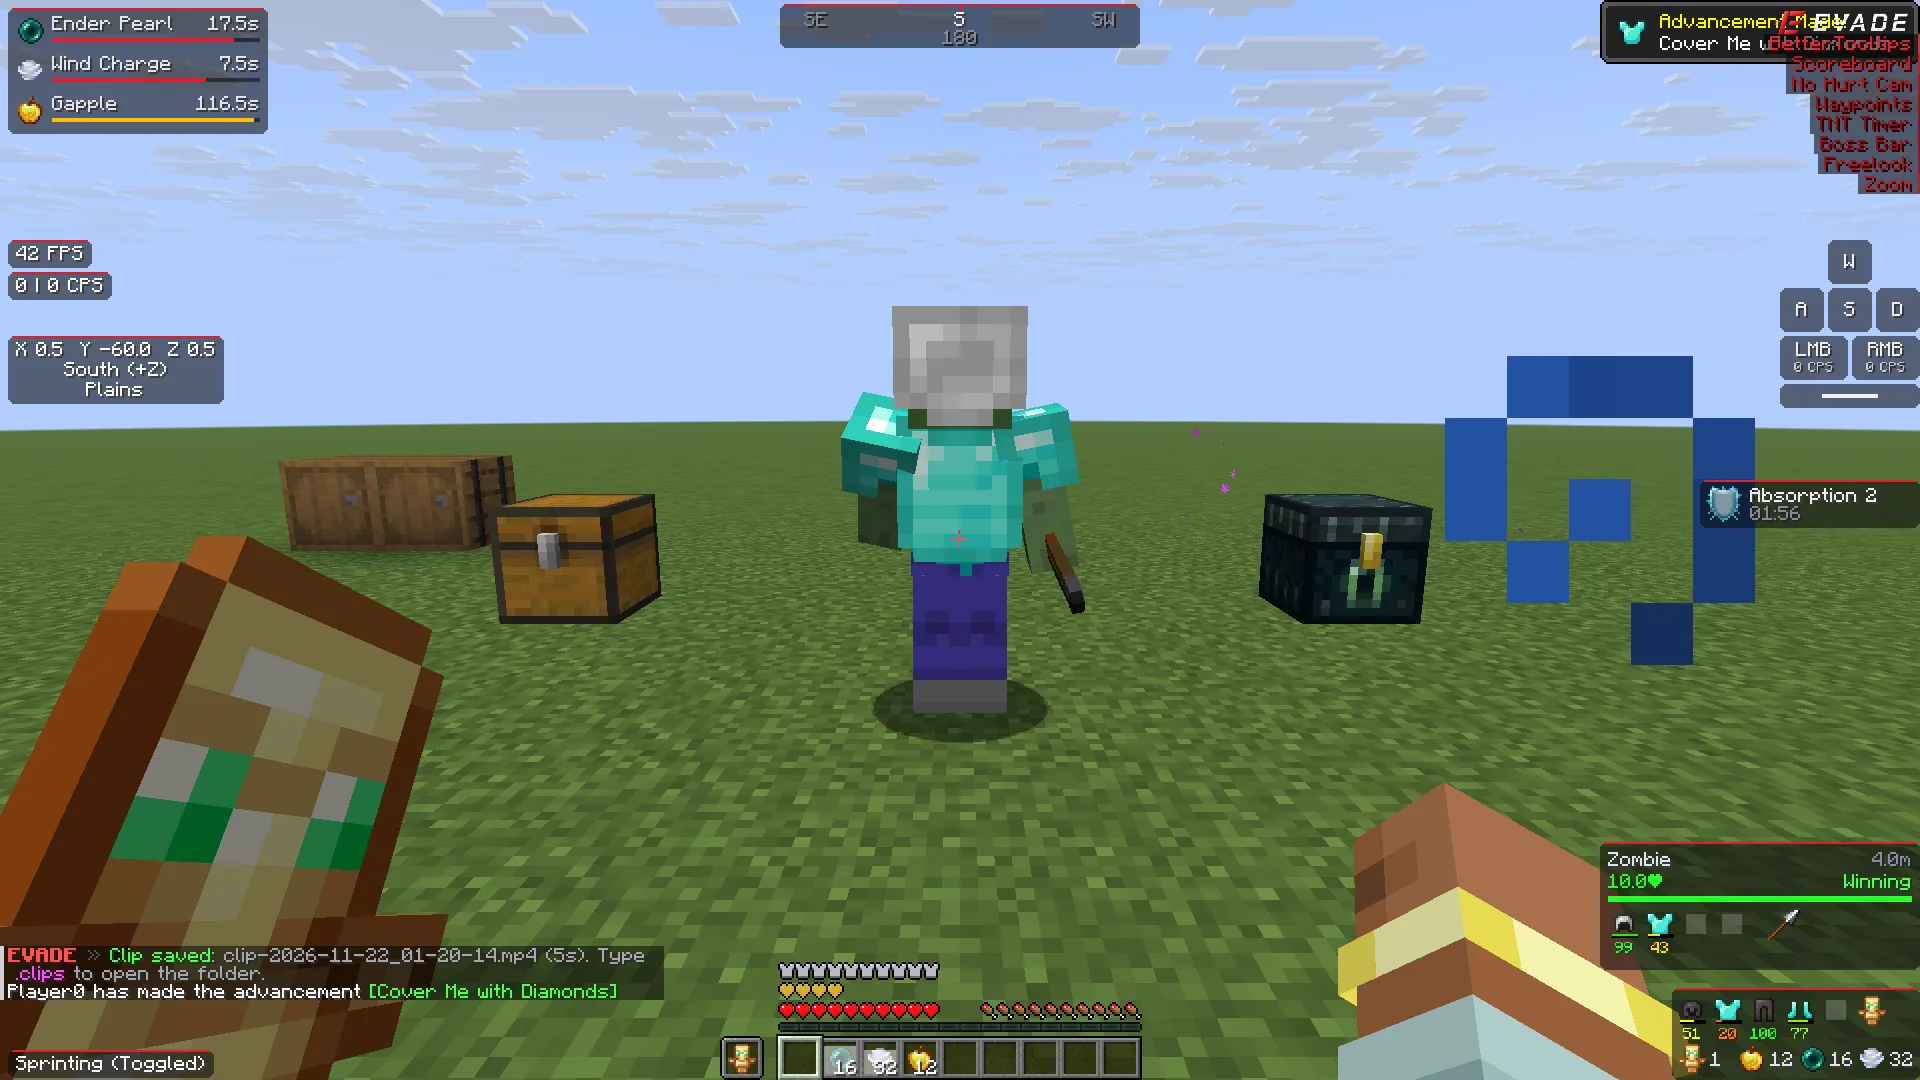 Ender Pearl 17.5s
Wind Charge 7.5s
Gapple 116.5s
SE S SW
180
EVADE
Cover Me
Better Tooltips
Scoreboard
No Hurt Cam
Waypoints
TNT Timer
Boss Bar
Freelook
Zoom
42 FPS
0 | 0 CPS
X 0.5 Y -60.0 Z 0.5
South (+Z)
Plains
W
A S D
LMB RMB
0 CPS 0 CPS
Absorption 2
01:56
Zombie 4.0m
10.0 Winning
99 43
EVADE » Clip saved: clip-2026-11-22_01-20-14.mp4 (5s). Type
.clips to open the folder.
Player0 has made the advancement [Cover Me with Diamonds]
Sprinting (Toggled)
16 32 12
51 20 100 77
1 12 16 32